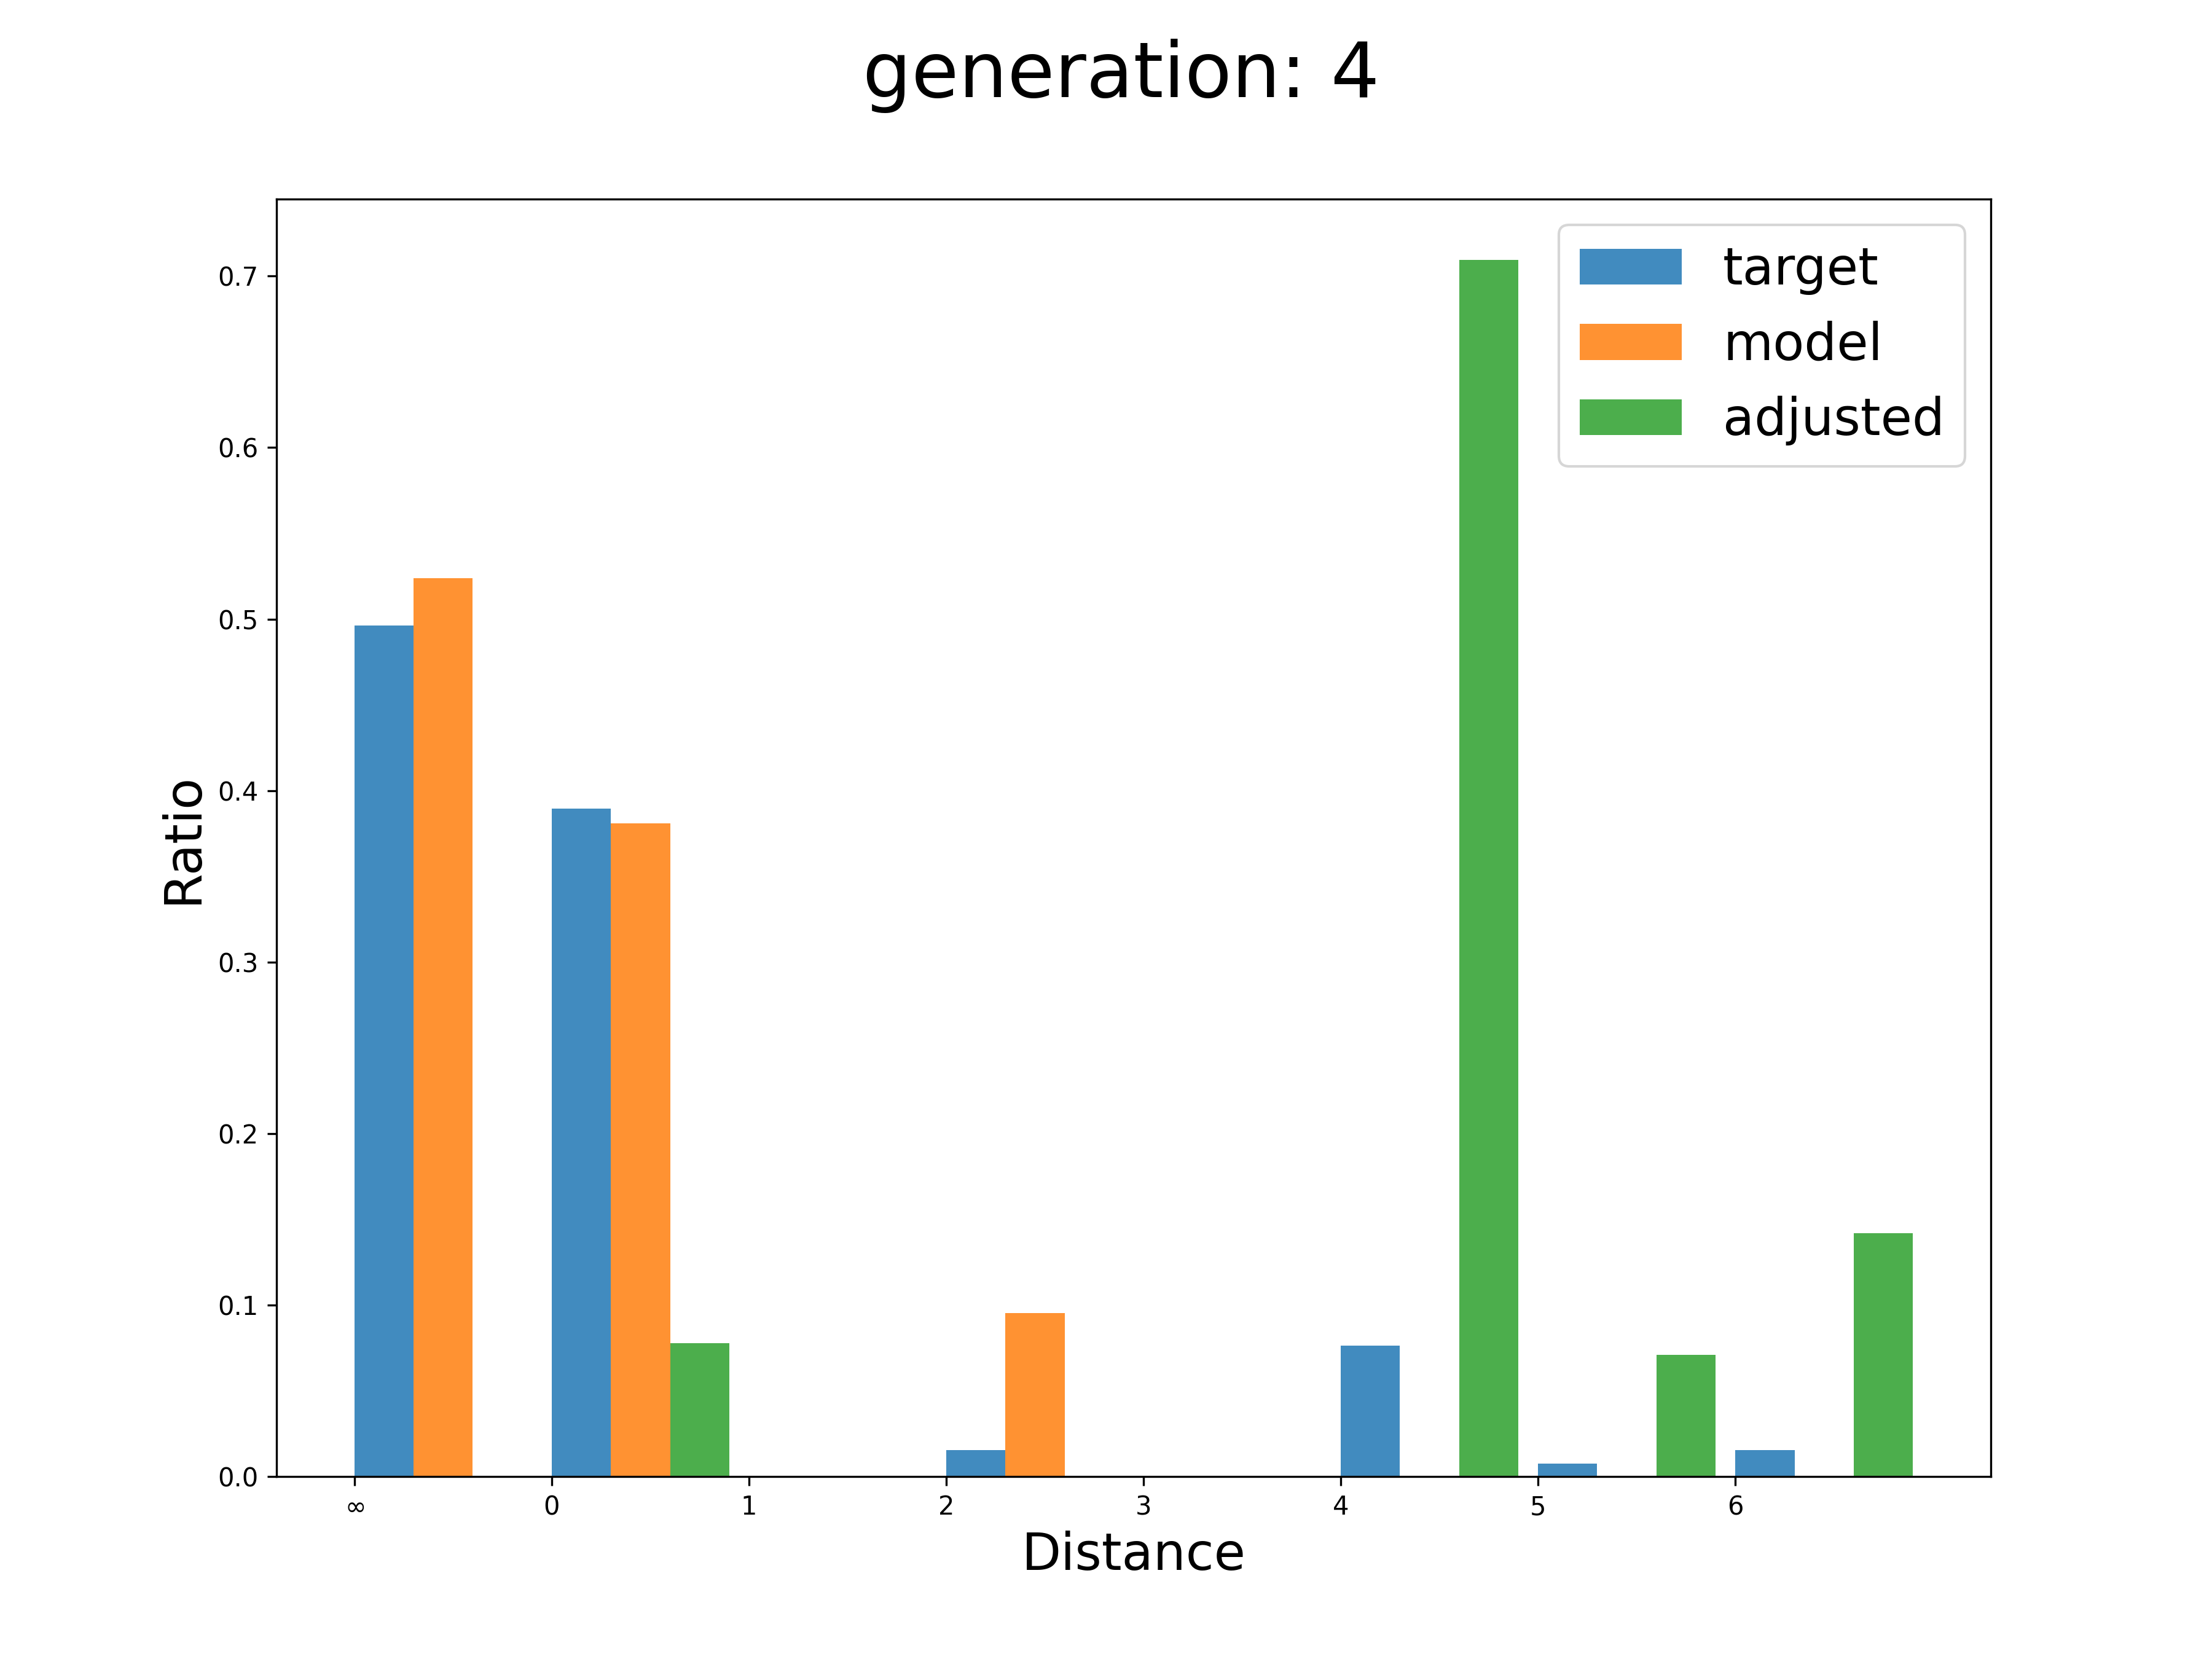 generation: 4
target
model
adjusted
0.7
0.6
0.5
0.4
0.3
0.2
0.1
0.0
Ratio
∞ 0 1 2 3 4 5 6
Distance